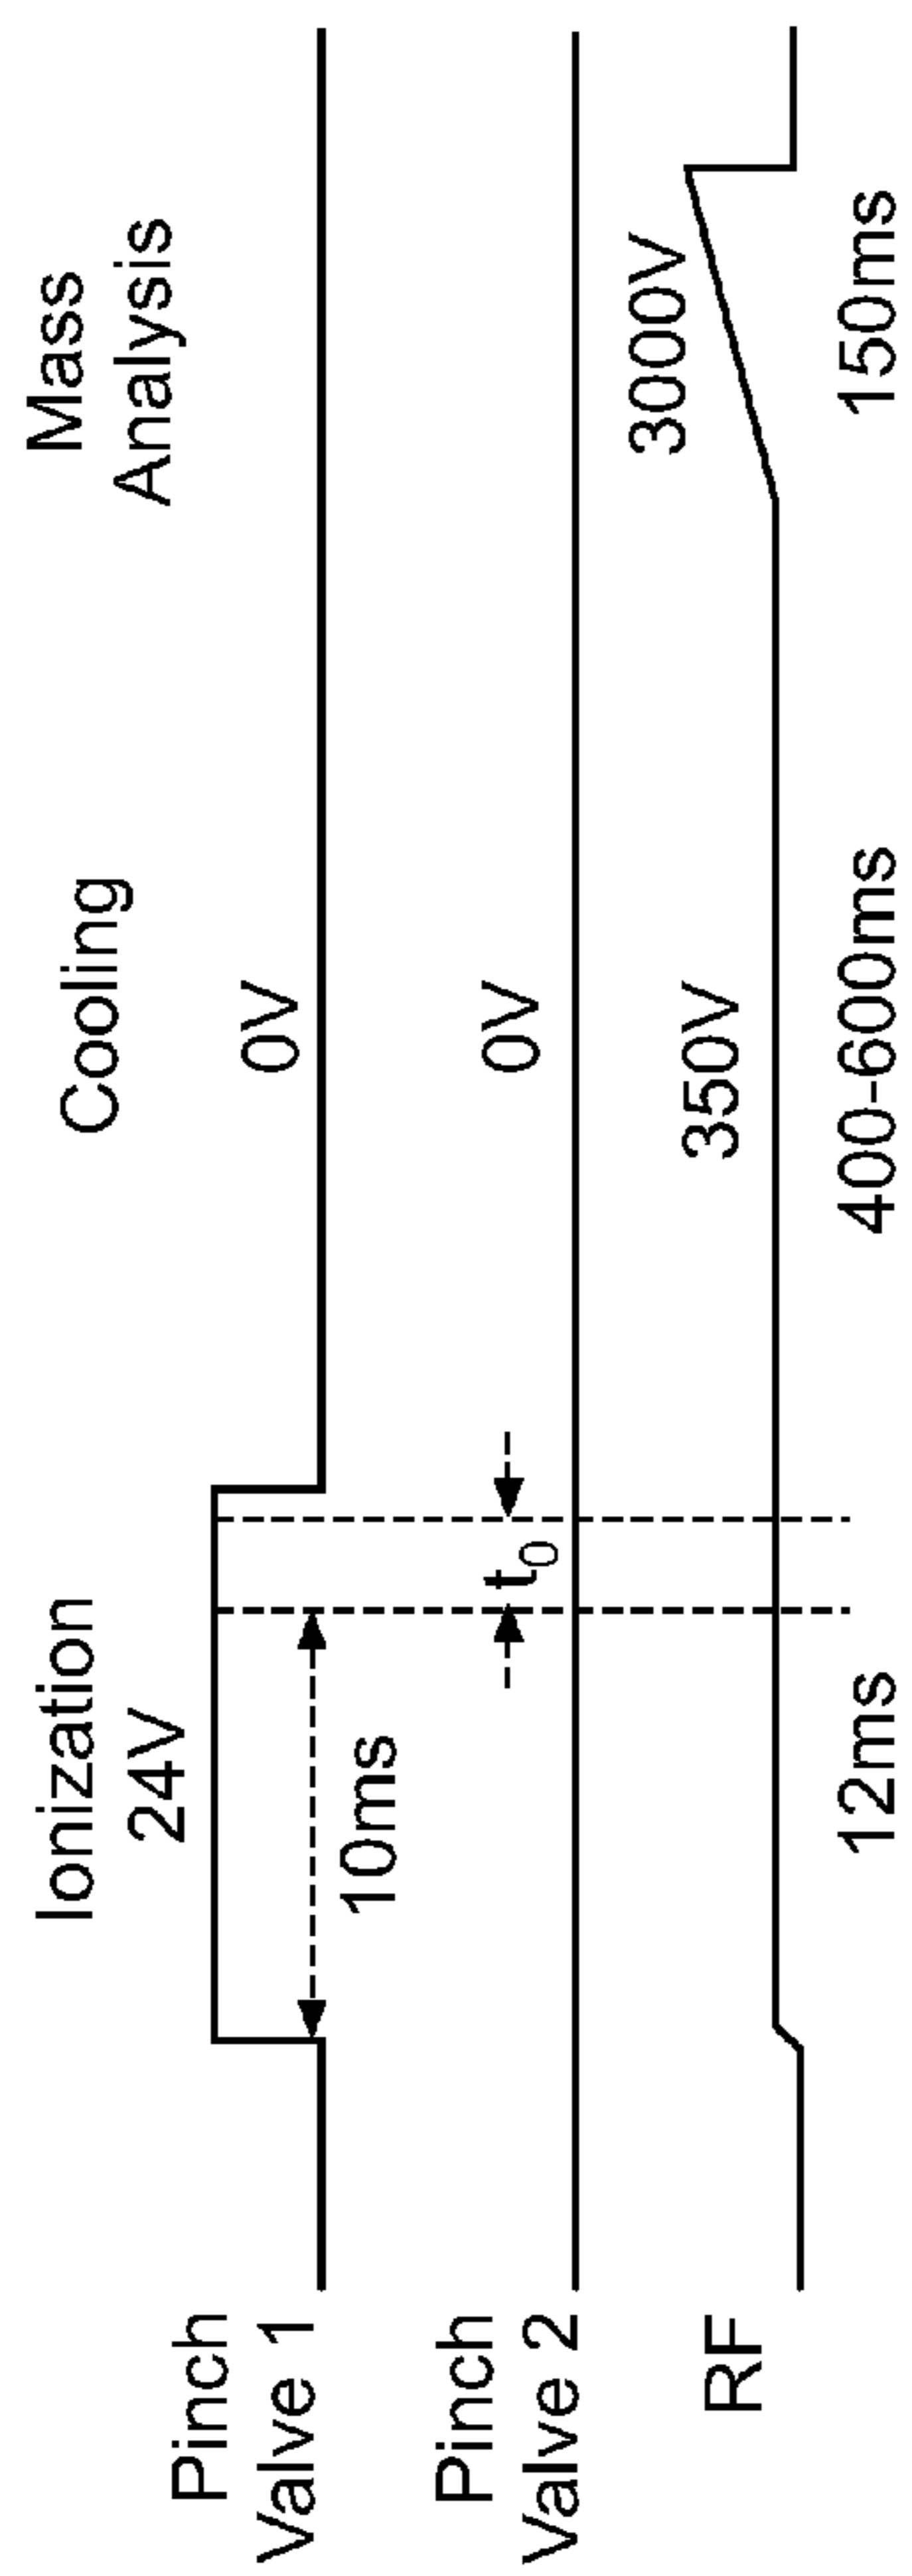 Ionization
Cooling
Mass
Analysis
24V
Pinch
Valve 1
0V
10ms
Pinch
Valve 2
t₀
0V
3000V
RF
350V
12ms
400-600ms
150ms